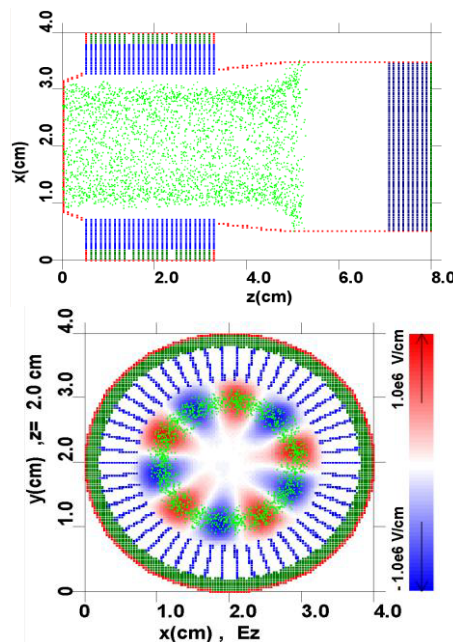 4.0
3.0
2.0
1.0
0
x(cm)
0 2.0 4.0 6.0 8.0
z(cm)
4.0
3.0
2.0
1.0
0
y(cm) ,z= 2.0 cm
0.0 1.0 2.0 3.0 4.0
x(cm) , Ez
1.0e6 V/cm
- 1.0e6 V/cm